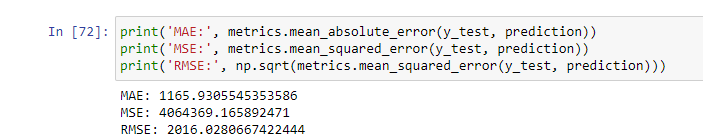 In [72]: print('MAE:', metrics.mean_absolute_error(y_test, prediction))
print('MSE:', metrics.mean_squared_error(y_test, prediction))
print('RMSE:', np.sqrt(metrics.mean_squared_error(y_test, prediction)))
MAE: 1165.9305545353586
MSE: 4064369.165892471
RMSE: 2016.0280667422444